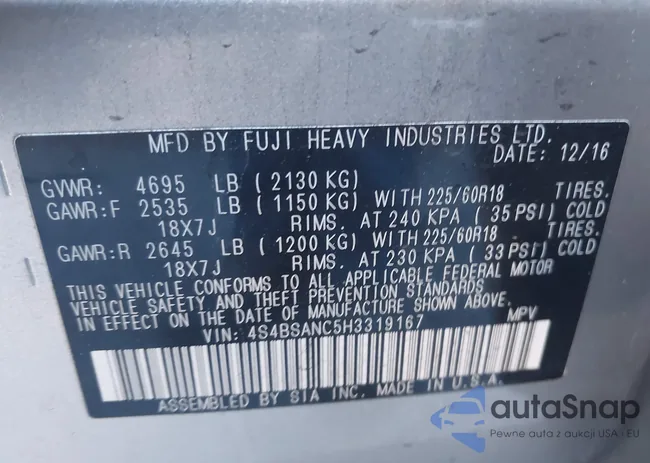 MFD BY FUJI HEAVY INDUSTRIES LTD.
DATE: 12/16
GVWR: 4695 LB (2130 KG)
GAWR:F 2535 LB (1150 KG) WITH 225/60R18 TIRES.
18X7J RIMS. AT 240 KPA (35 PSI) COLD
GAWR:R 2645 LB (1200 KG) WITH 225/60R18 TIRES.
18X7J RIMS. AT 230 KPA (33 PSI) COLD
THIS VEHICLE CONFORMS TO ALL APPLICABLE FEDERAL MOTOR
VEHICLE SAFETY AND THEFT PREVENTION STANDARDS
IN EFFECT ON THE DATE OF MANUFACTURE SHOWN ABOVE.
VIN: 4S4BSANC5H3319167 MPV
ASSEMBLED BY SIA INC. MADE IN U.S.A.
autaSnap
Pewne auta z aukcji USA - EU